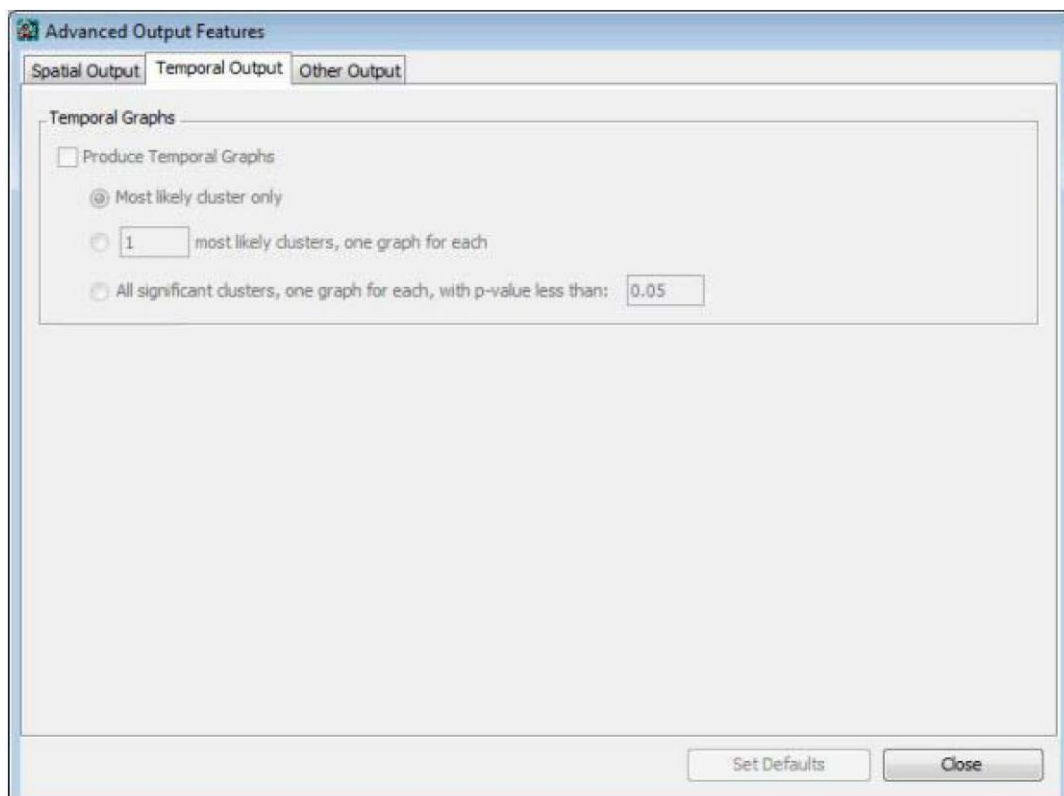 Advanced Output Features
Spatial Output Temporal Output Other Output
Temporal Graphs
Produce Temporal Graphs
Most likely cluster only
1 most likely clusters, one graph for each
All significant clusters, one graph for each, with p-value less than: 0.05
Set Defaults Close